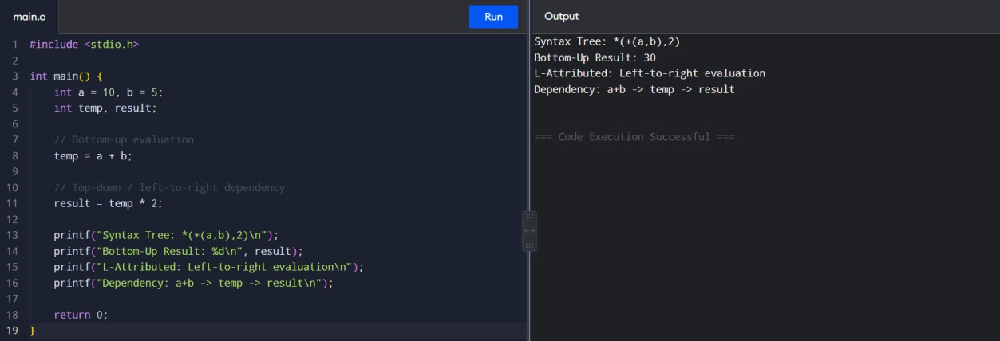 main.c
Run
Output
1 #include <stdio.h>
2
3 int main() {
4 int a = 10, b = 5;
5 int temp, result;
6
7 // Bottom-up evaluation
8 temp = a + b;
9
10 // Top-down / left-to-right dependency
11 result = temp * 2;
12
13 printf("Syntax Tree: *(+(a,b),2)\n");
14 printf("Bottom-Up Result: %d\n", result);
15 printf("L-Attributed: Left-to-right evaluation\n");
16 printf("Dependency: a+b -> temp -> result\n");
17
18 return 0;
19 }
Syntax Tree: *(+(a,b),2)
Bottom-Up Result: 30
L-Attributed: Left-to-right evaluation
Dependency: a+b -> temp -> result
=== Code Execution Successful ===